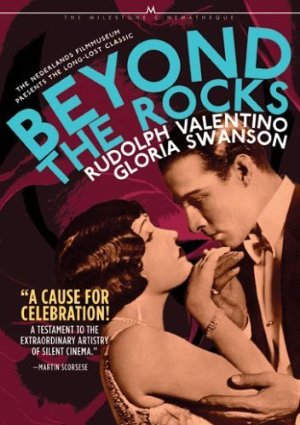 M
THE MILESTONE CINEMATHEQUE
THE NEDERLANDS FILMMUSEUM
PRESENTS THE LONG-LOST CLASSIC
BEYOND
THE ROCKS
RUDOLPH VALENTINO
GLORIA SWANSON
"A CAUSE FOR
CELEBRATION!
A TESTAMENT TO THE
EXTRAORDINARY ARTISTRY
OF SILENT CINEMA."
—MARTIN SCORSESE